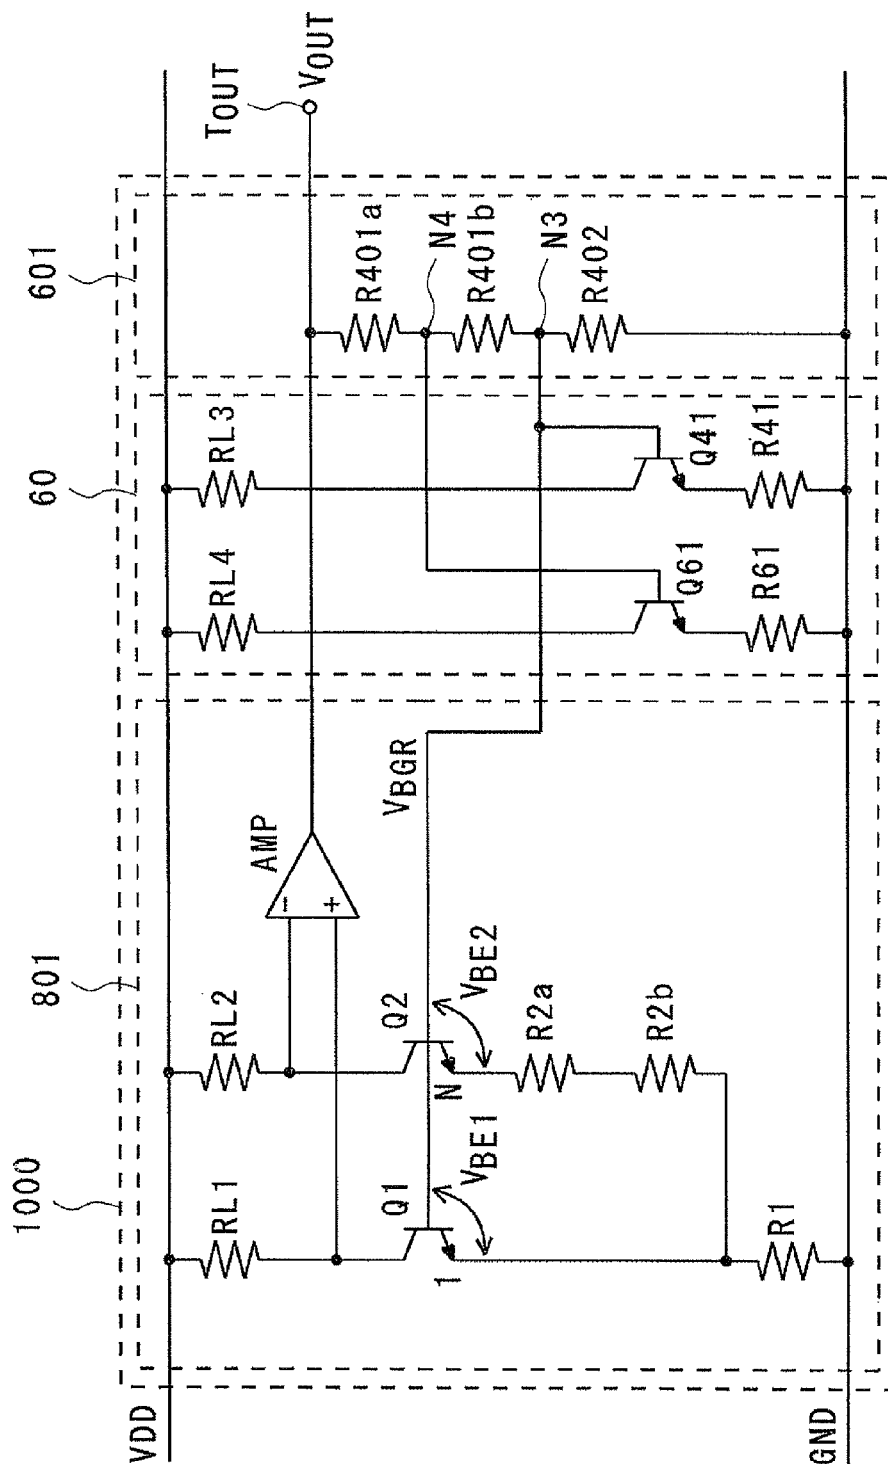 1000
801
60
601
TOUT
VOUT
VDD
RL1
RL2
RL4
RL3
AMP
−
+
R401a
N4
R401b
N3
R402
VBGR
Q1
Q2
VBE1
VBE2
1
N
R2a
R2b
R1
Q61
Q41
R61
R41
GND